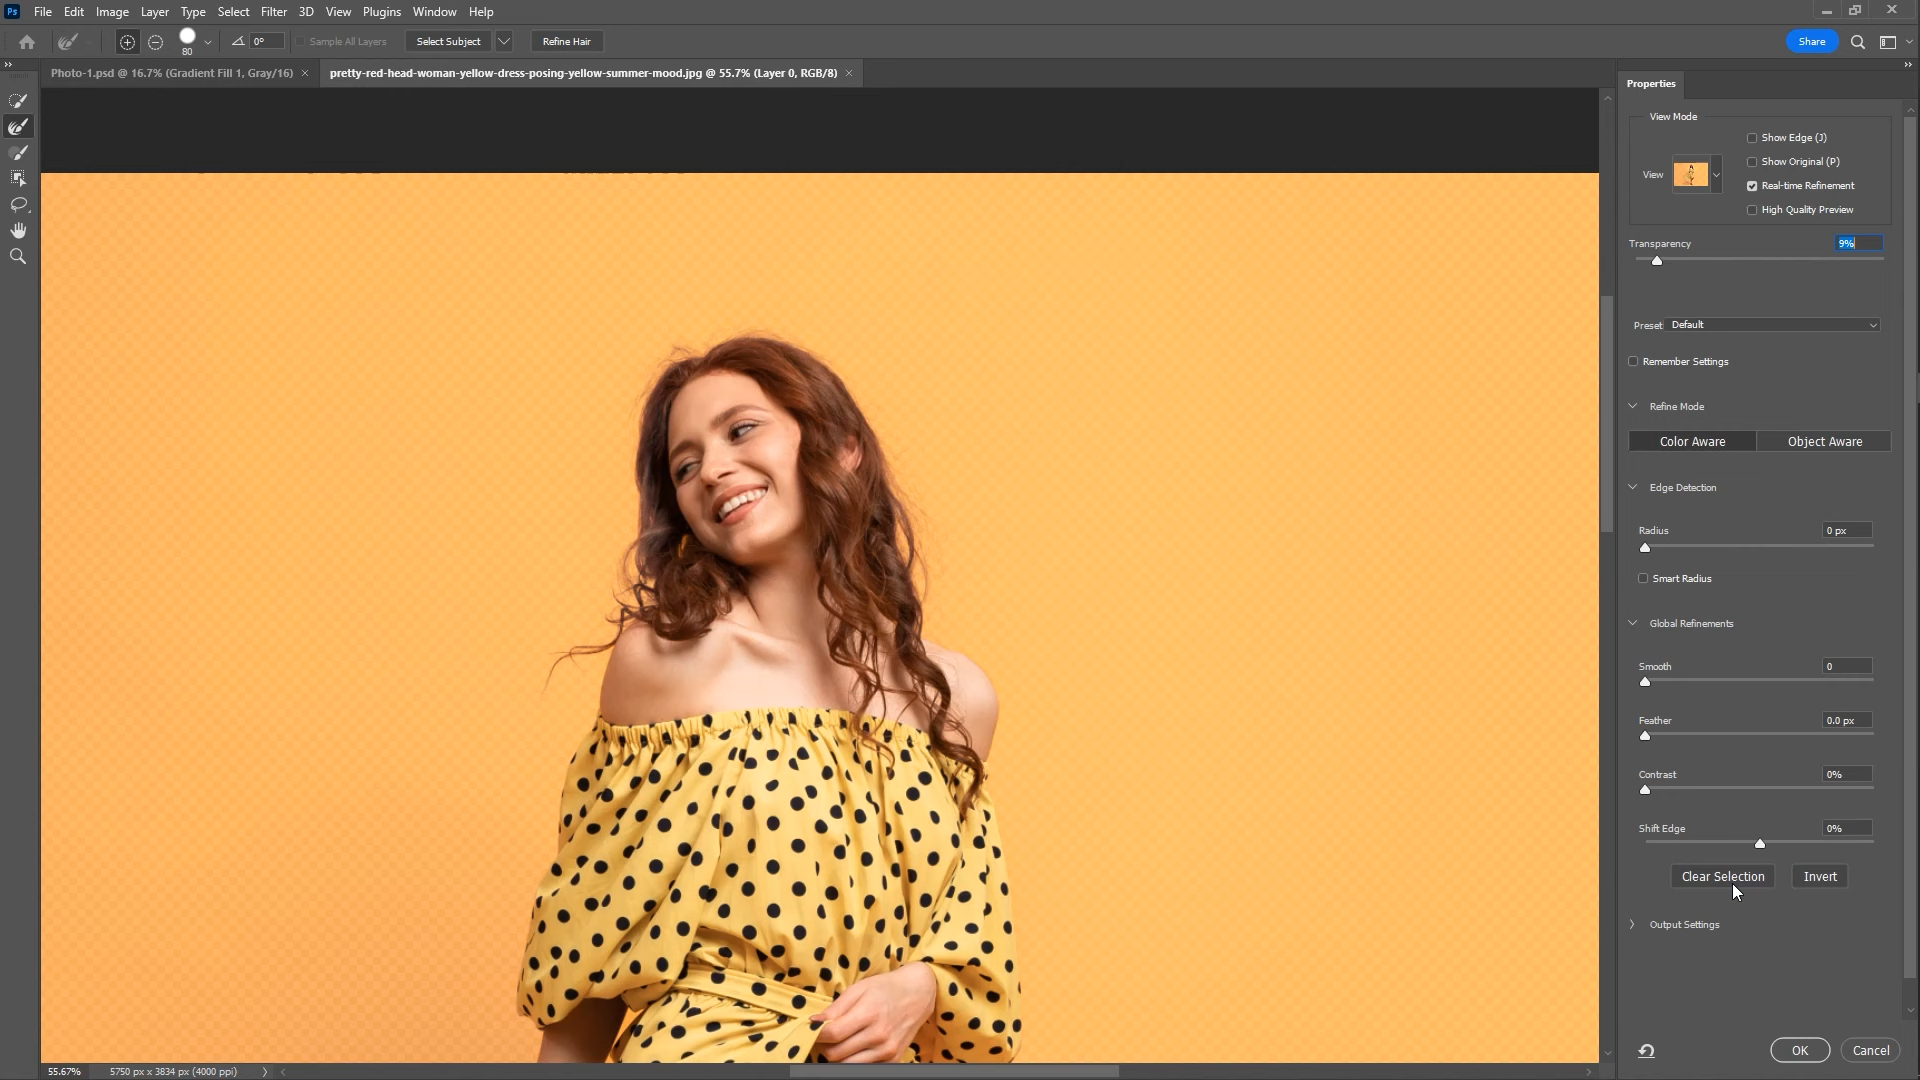 Ps File Edit Image Layer Type Select Filter 3D View Plugins Window Help
80 0° Sample All Layers Select Subject Refine Hair Share
Photo-1.psd @ 16.7% (Gradient Fill 1, Gray/16) × pretty-red-head-woman-yellow-dress-posing-yellow-summer-mood.jpg @ 55.7% (Layer 0, RGB/8) ×
Properties
View Mode
Show Edge (J)
Show Original (P)
View
Real-time Refinement
High Quality Preview
Transparency 9%
Preset Default
Remember Settings
Refine Mode
Color Aware Object Aware
Edge Detection
Radius 0 px
Smart Radius
Global Refinements
Smooth 0
Feather 0.0 px
Contrast 0%
Shift Edge 0%
Clear Selection Invert
Output Settings
OK Cancel
55.67% 5750 px x 3834 px (4000 ppi)